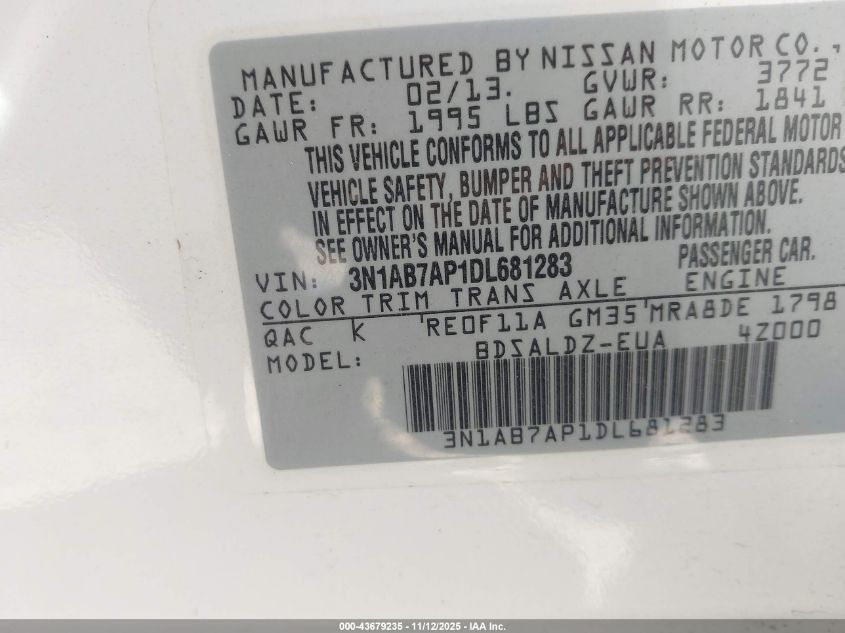 MANUFACTURED BY NISSAN MOTOR CO.,
DATE: 02/13. GVWR: 3772
GAWR FR: 1995 LBS GAWR RR: 1841
THIS VEHICLE CONFORMS TO ALL APPLICABLE FEDERAL MOTOR
VEHICLE SAFETY, BUMPER AND THEFT PREVENTION STANDARDS
IN EFFECT ON THE DATE OF MANUFACTURE SHOWN ABOVE.
SEE OWNER'S MANUAL FOR ADDITIONAL INFORMATION.
VIN: 3N1AB7AP1DL681283 PASSENGER CAR.
COLOR TRIM TRANS AXLE ENGINE
QAC K RE0F11A GM35 MRA8DE 1798
MODEL: BDSALDZ-EUA 4Z000
3N1AB7AP1DL681283
000-43679235 - 11/12/2025 - IAA Inc.